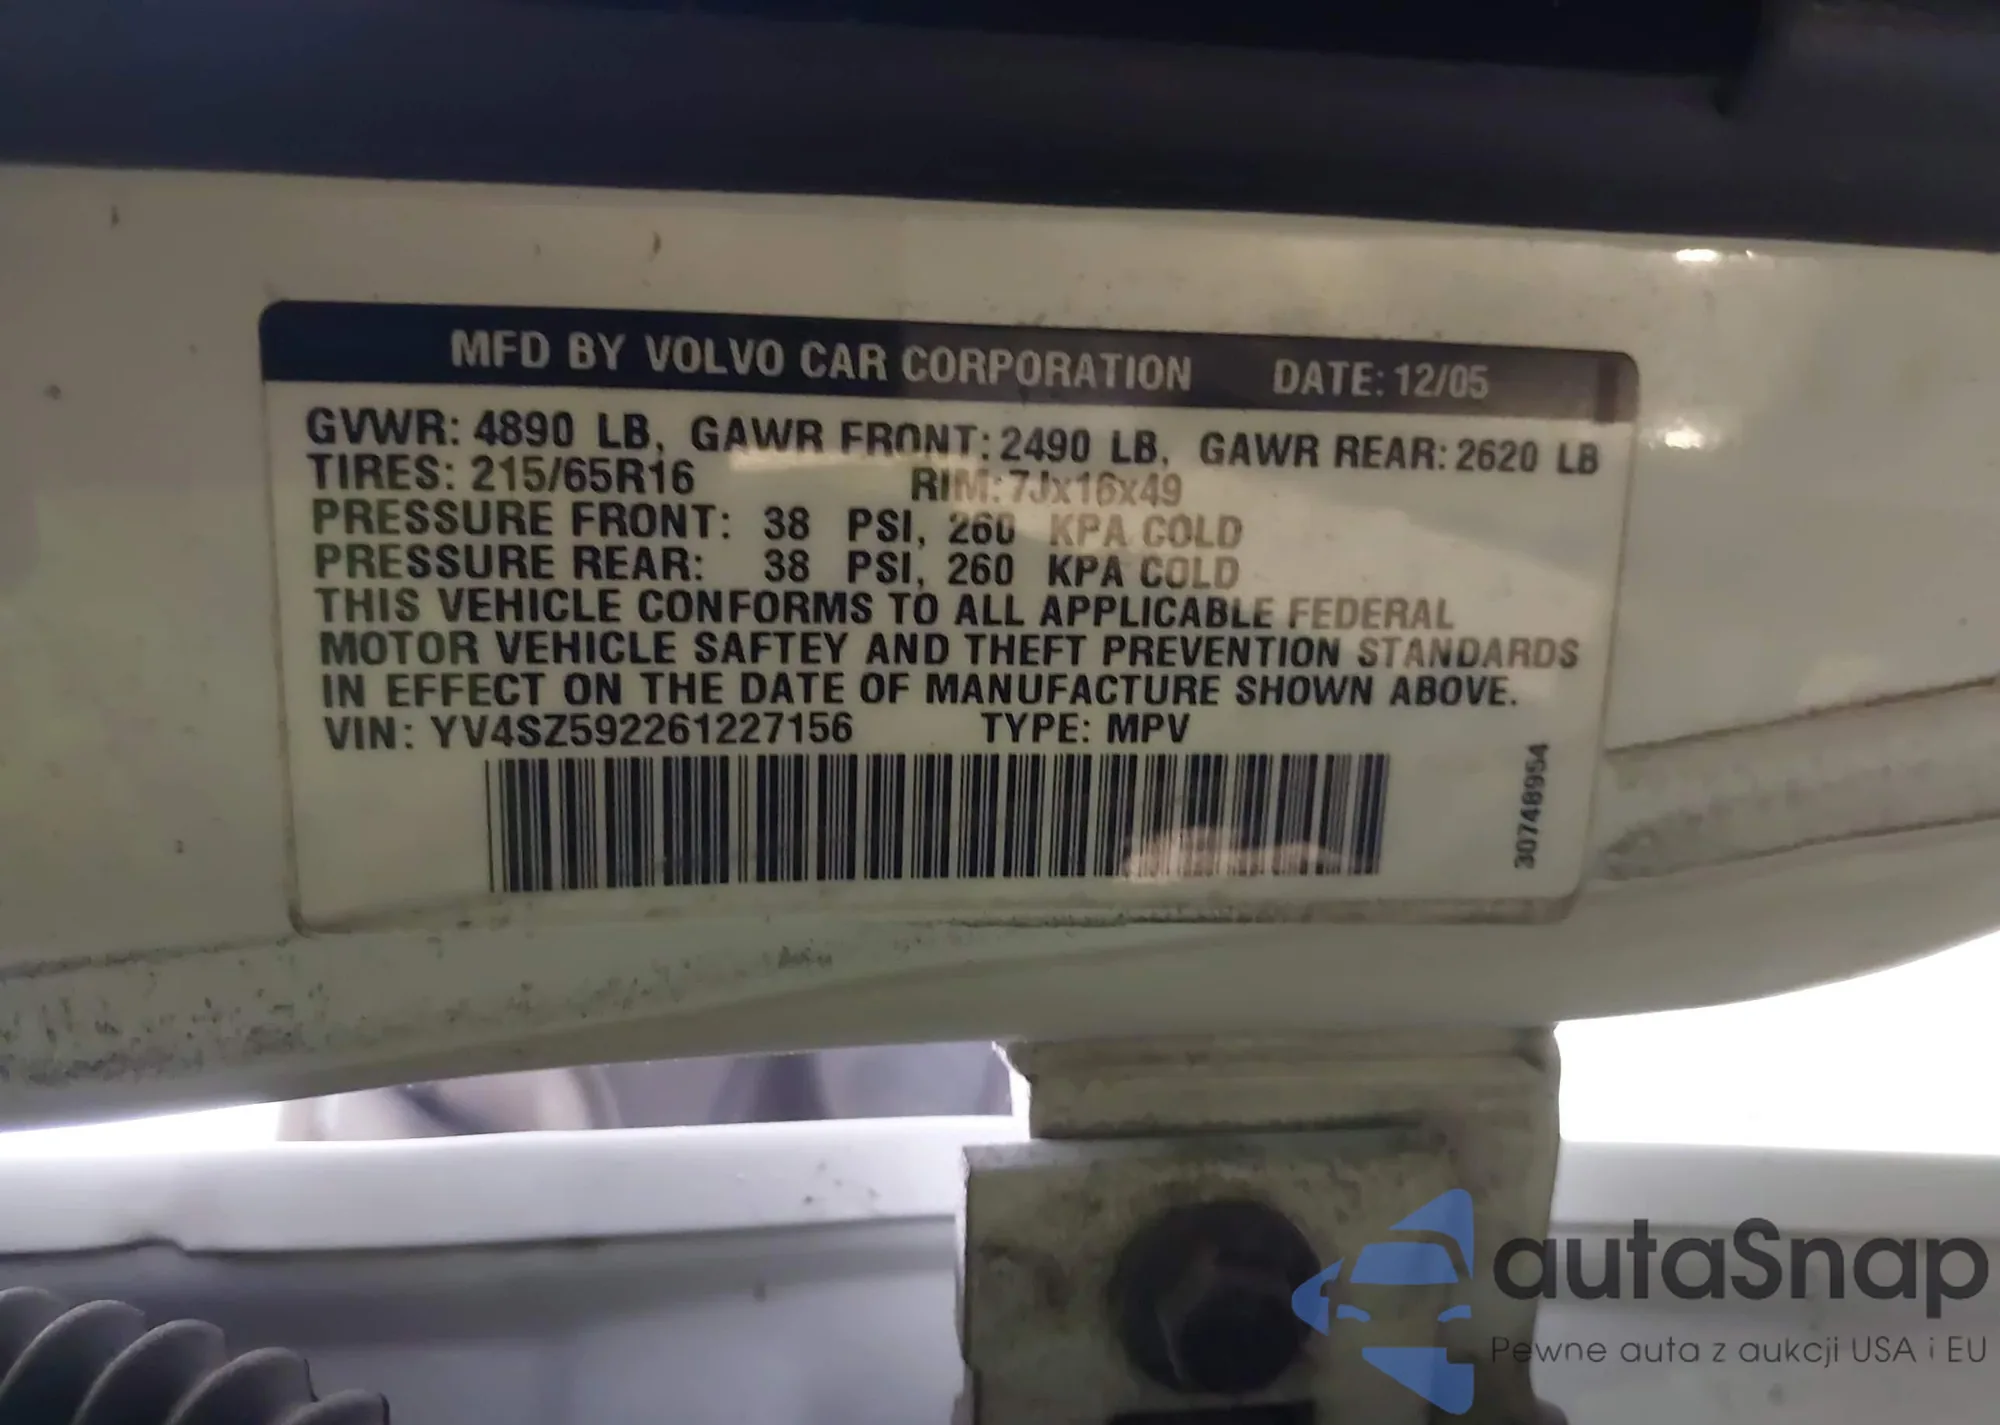 MFD BY VOLVO CAR CORPORATION DATE: 12/05
GVWR: 4890 LB, GAWR FRONT: 2490 LB, GAWR REAR: 2620 LB
TIRES: 215/65R16 RIM: 7Jx16x49
PRESSURE FRONT: 38 PSI, 260 KPA COLD
PRESSURE REAR: 38 PSI, 260 KPA COLD
THIS VEHICLE CONFORMS TO ALL APPLICABLE FEDERAL
MOTOR VEHICLE SAFTEY AND THEFT PREVENTION STANDARDS
IN EFFECT ON THE DATE OF MANUFACTURE SHOWN ABOVE.
VIN: YV4SZ592261227156 TYPE: MPV
30748954
autaSnap
Pewne auta z aukcji USA i EU